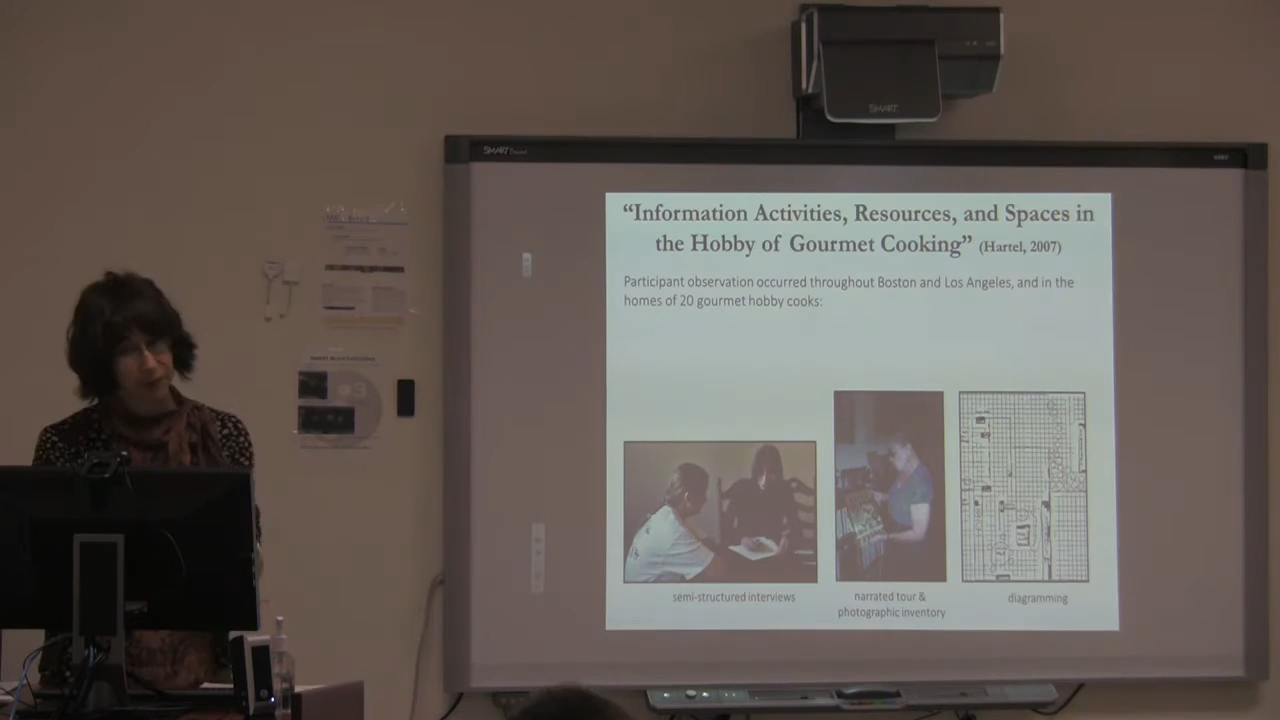 SMART
SMART Board
“Information Activities, Resources, and Spaces in
the Hobby of Gourmet Cooking” (Hartel, 2007)
Participant observation occurred throughout Boston and Los Angeles, and in the
homes of 20 gourmet hobby cooks:
semi-structured interviews
narrated tour &
photographic inventory
diagramming